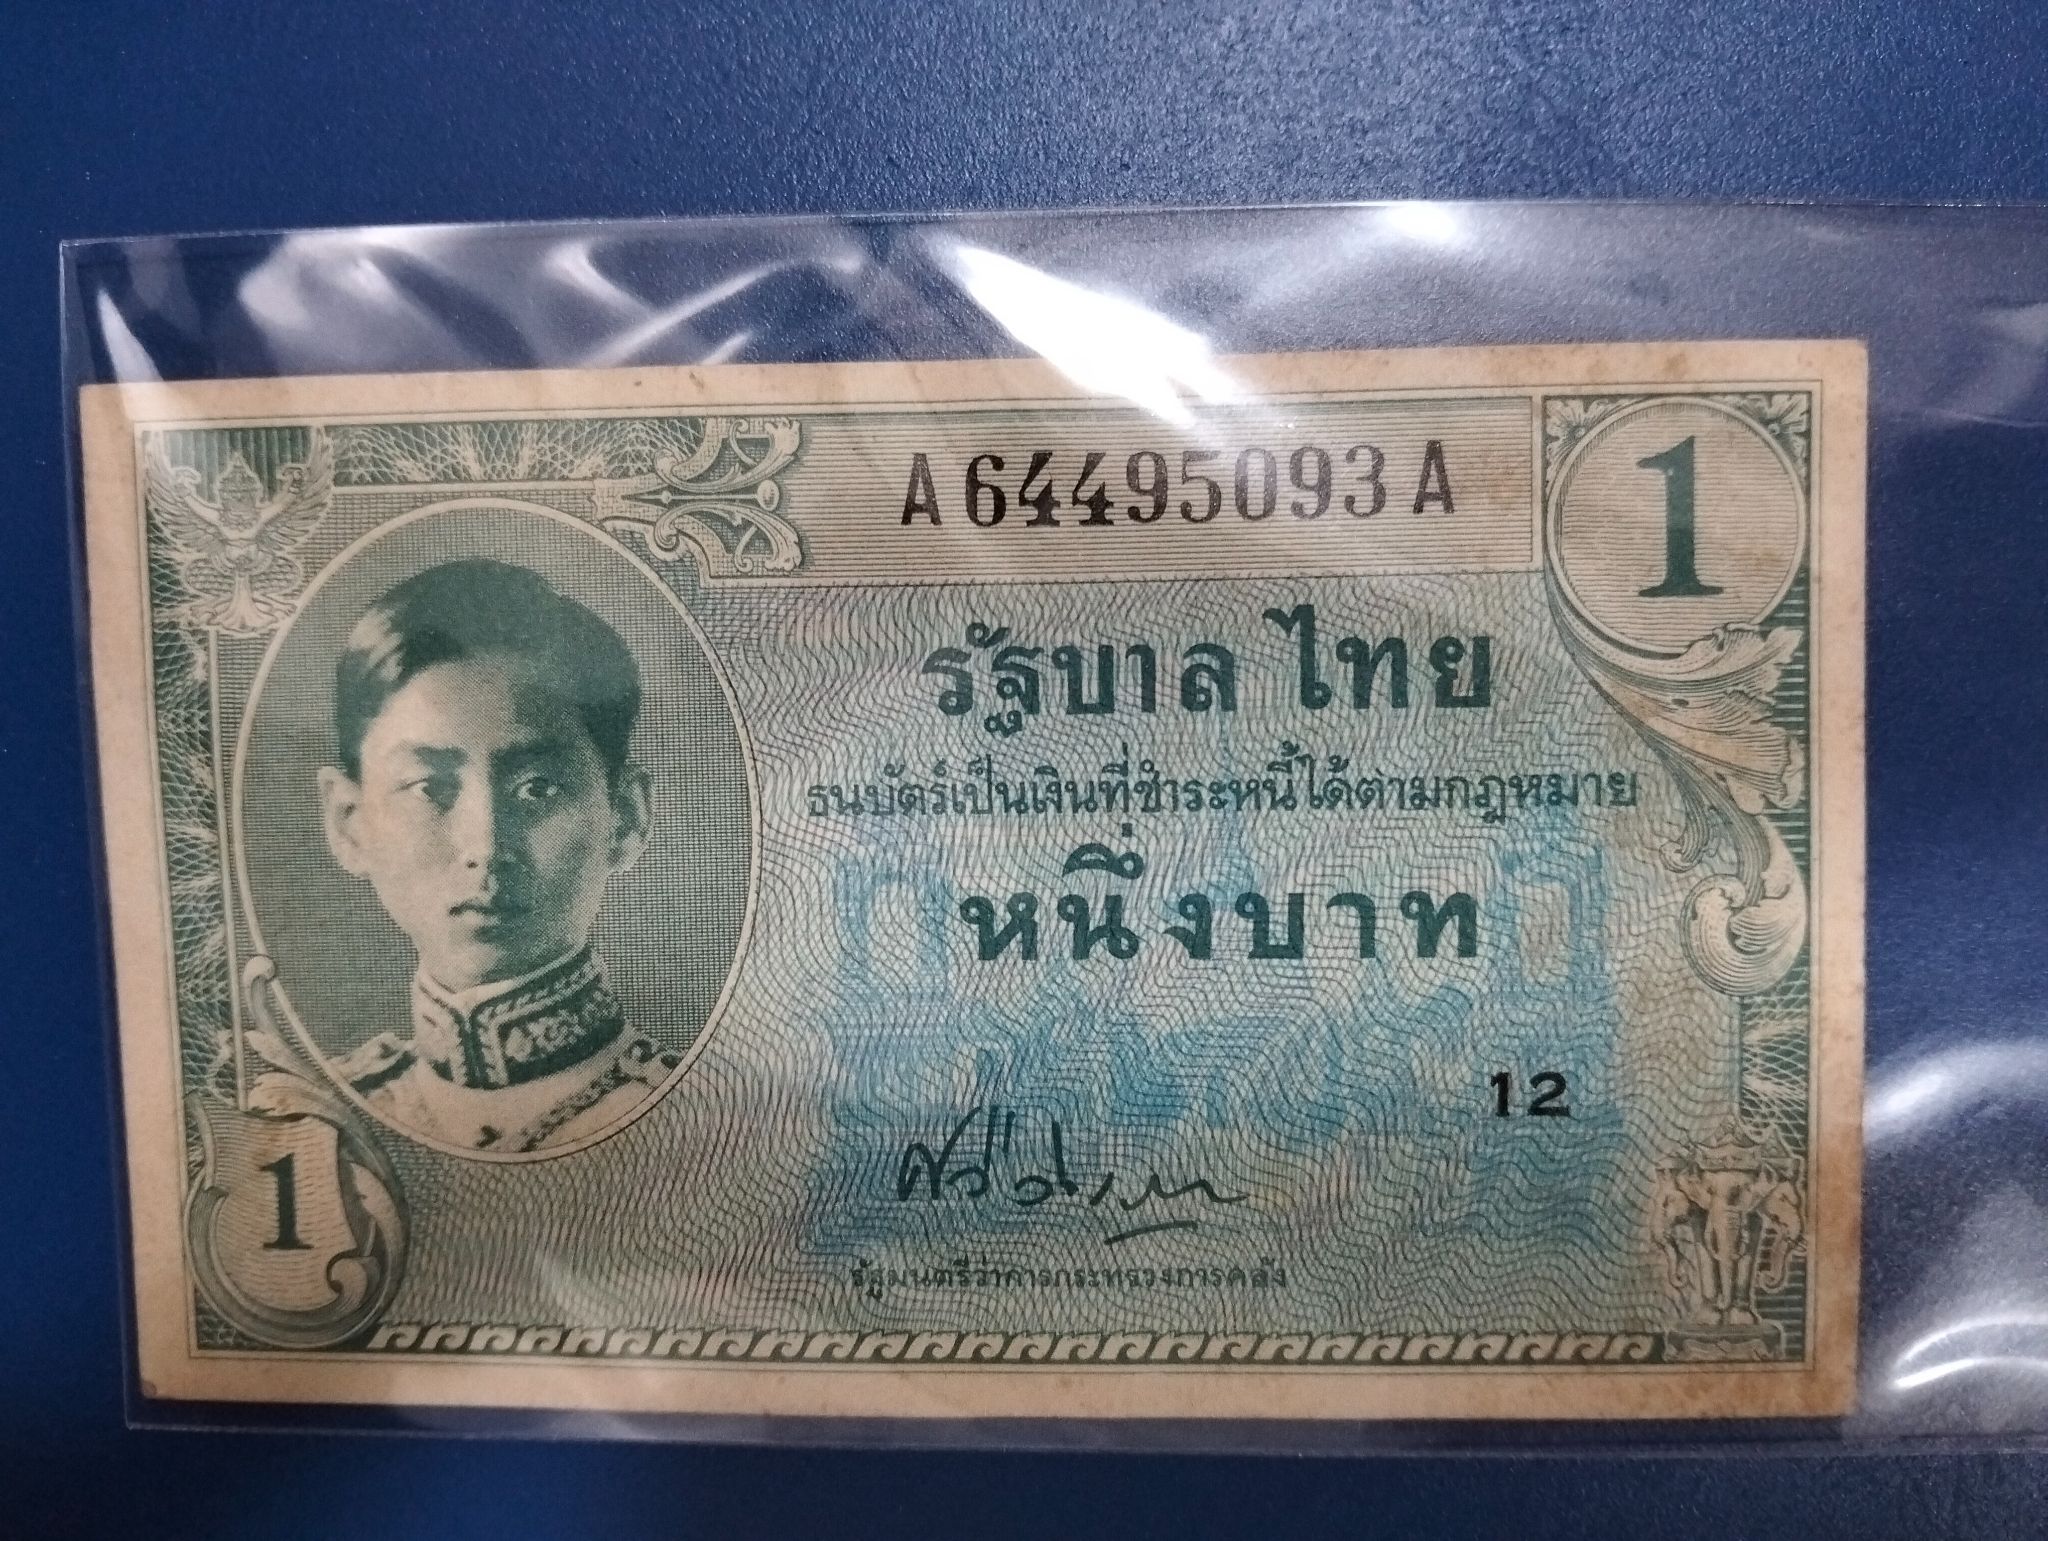 A64495093A
1
รัฐบาลไทย
ธนบัตร์เป็นเงินที่ชำระหนี้ได้ตามกฎหมาย
หนึ่งบาท
12
1
รัฐมนตรีว่าการกระทรวงการคลัง